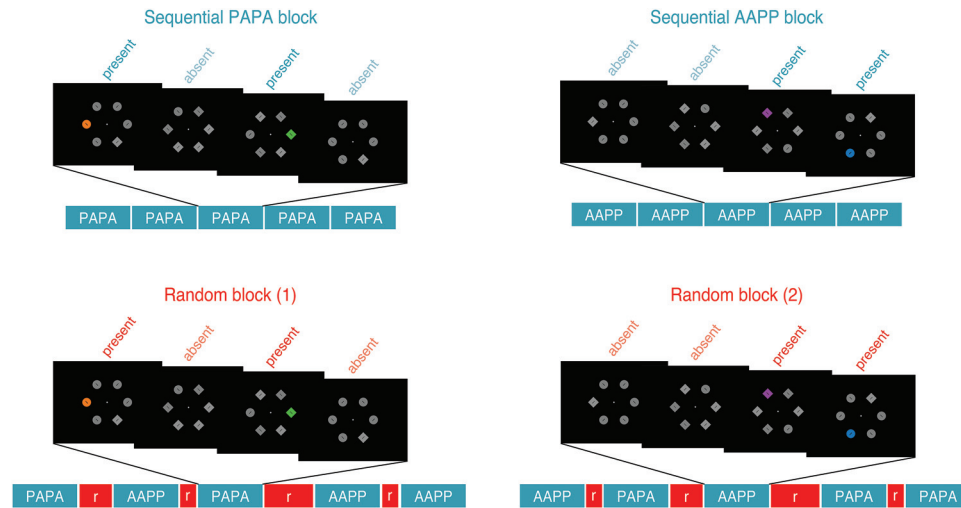 Sequential PAPA block
Sequential AAPP block
present
absent
present
absent
absent
absent
present
present
PAPA PAPA PAPA PAPA PAPA
AAPP AAPP AAPP AAPP AAPP
Random block (1)
Random block (2)
present
absent
present
absent
absent
absent
present
present
PAPA r AAPP r PAPA r AAPP r AAPP
AAPP r PAPA r AAPP r PAPA r PAPA